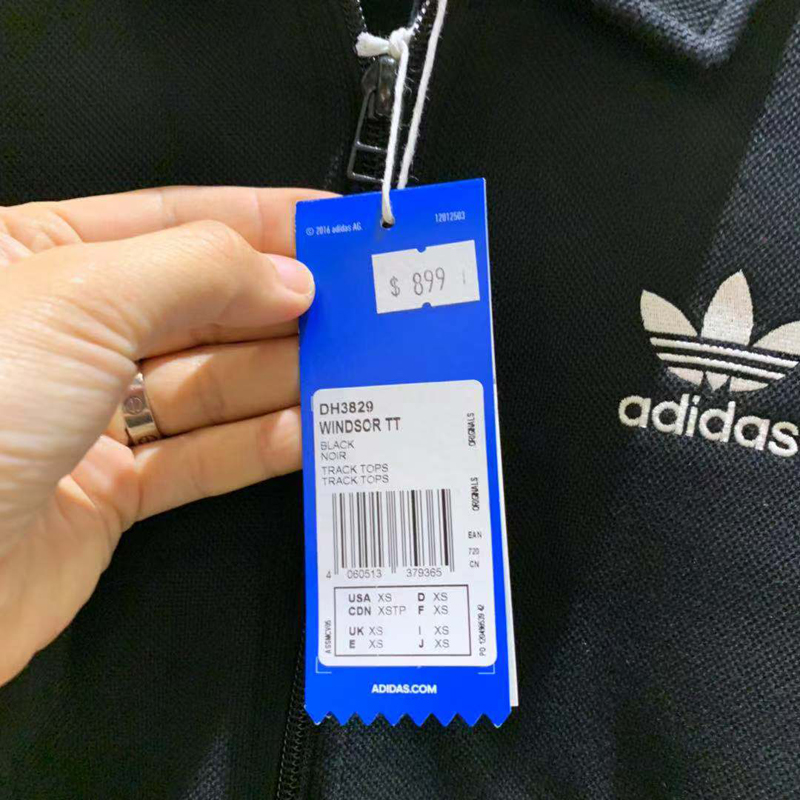 © 2016 adidas AG.
12012503
$ 899
DH3829
WINDSOR TT
BLACK
NOIR
TRACK TOPS
TRACK TOPS
ORIGINALS
ORIGINALS
EAN
720
CN
4 060513 379365
USA XS D XS
CDN XSTP F XS
UK XS I XS
E XS J XS
ADIDAS.COM
adidas